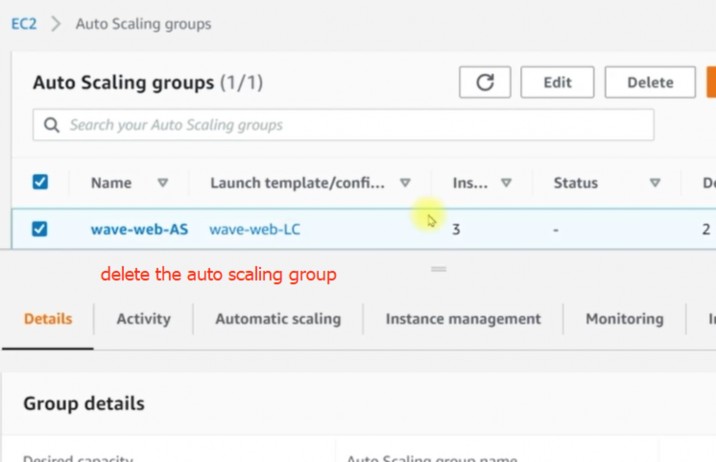 EC2 > Auto Scaling groups
Auto Scaling groups (1/1)
Edit
Delete
Search your Auto Scaling groups
Name Launch template/confi... Ins... Status
wave-web-AS wave-web-LC 3 - 2
delete the auto scaling group
Details Activity Automatic scaling Instance management Monitoring
Group details
Desired capacity Auto Scaling group name